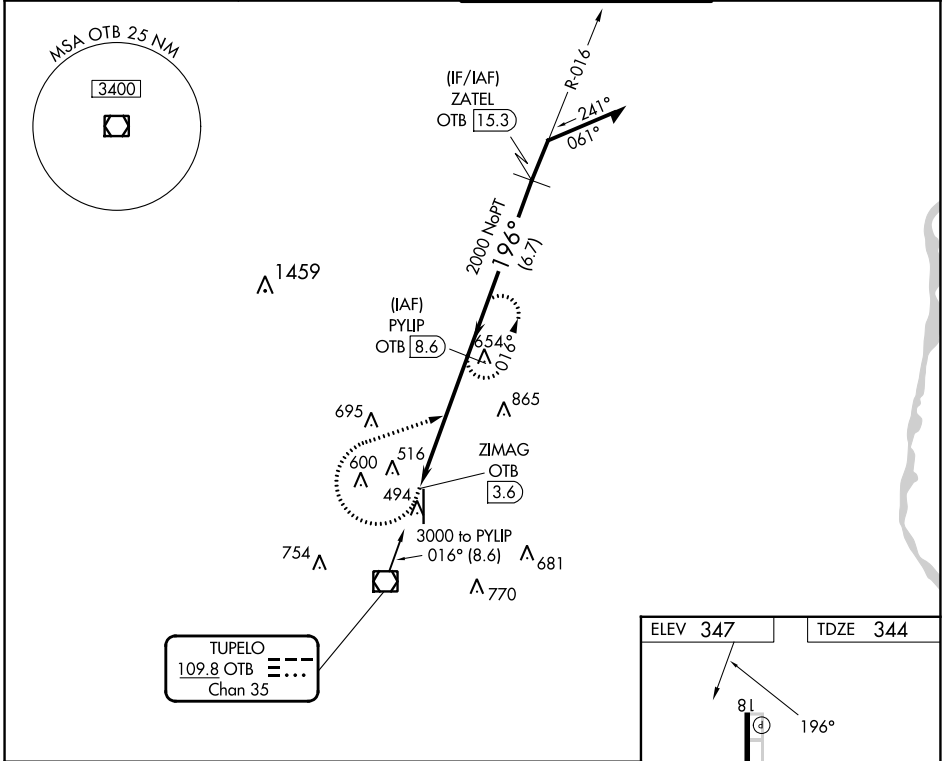 MSA OTB 25 NM
3400
R-016
(IF/IAF)
ZATEL
OTB 15.3
241°
061°
2000 NoPT
196°
(6.7)
1459
(IAF)
PYLIP
OTB 8.6
654
016°
865
695
516
600
494
ZIMAG
OTB
3.6
3000 to PYLIP
016° (8.6)
754
681
770
TUPELO
109.8 OTB
Chan 35
ELEV 347
TDZE 344
18
P
196°